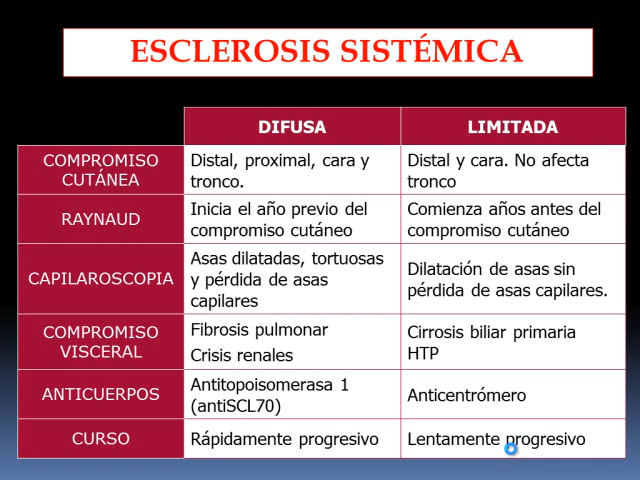 ESCLEROSIS SISTÉMICA
DIFUSA
LIMITADA
COMPROMISO
CUTÁNEA
Distal, proximal, cara y
tronco.
Distal y cara. No afecta
tronco
RAYNAUD
Inicia el año previo del
compromiso cutáneo
Comienza años antes del
compromiso cutáneo
CAPILAROSCOPIA
Asas dilatadas, tortuosas
y pérdida de asas
capilares
Dilatación de asas sin
pérdida de asas capilares.
COMPROMISO
VISCERAL
Fibrosis pulmonar
Crisis renales
Cirrosis biliar primaria
HTP
ANTICUERPOS
Antitopoisomerasa 1
(antiSCL70)
Anticentrómero
CURSO
Rápidamente progresivo
Lentamente progresivo